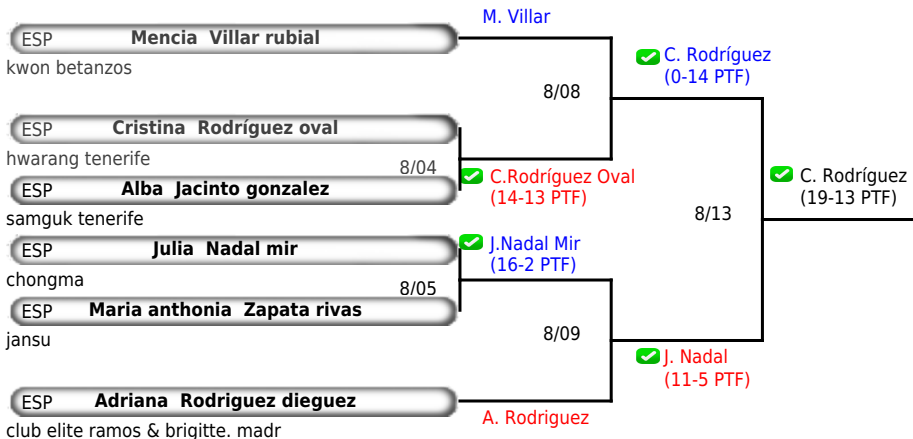 M. Villar
ESP Mencia Villar rubial
kwon betanzos
C. Rodríguez
(0-14 PTF)
8/08
ESP Cristina Rodríguez oval
hwarang tenerife
8/04
C.Rodríguez Oval
(14-13 PTF)
C. Rodríguez
(19-13 PTF)
ESP Alba Jacinto gonzalez
samguk tenerife
8/13
ESP Julia Nadal mir
J.Nadal Mir
(16-2 PTF)
chongma
8/05
ESP Maria anthonia Zapata rivas
jansu
8/09
J. Nadal
(11-5 PTF)
ESP Adriana Rodriguez dieguez
A. Rodriguez
club elite ramos & brigitte. madr